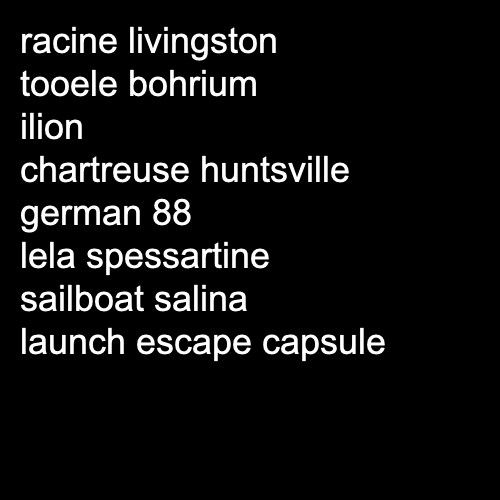 racine livingston
tooele bohrium
ilion
chartreuse huntsville
german 88
lela spessartine
sailboat salina
launch escape capsule